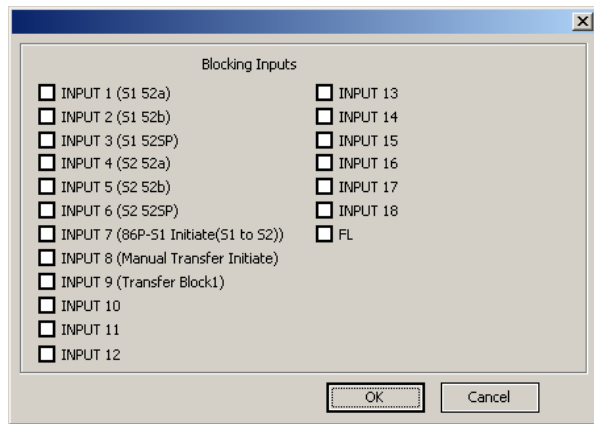 Blocking Inputs
INPUT 1 (S1 52a)
INPUT 2 (S1 52b)
INPUT 3 (S1 52SP)
INPUT 4 (S2 52a)
INPUT 5 (S2 52b)
INPUT 6 (S2 52SP)
INPUT 7 (86P-S1 Initiate(S1 to S2))
INPUT 8 (Manual Transfer Initiate)
INPUT 9 (Transfer Block1)
INPUT 10
INPUT 11
INPUT 12
INPUT 13
INPUT 14
INPUT 15
INPUT 16
INPUT 17
INPUT 18
FL
OK
Cancel